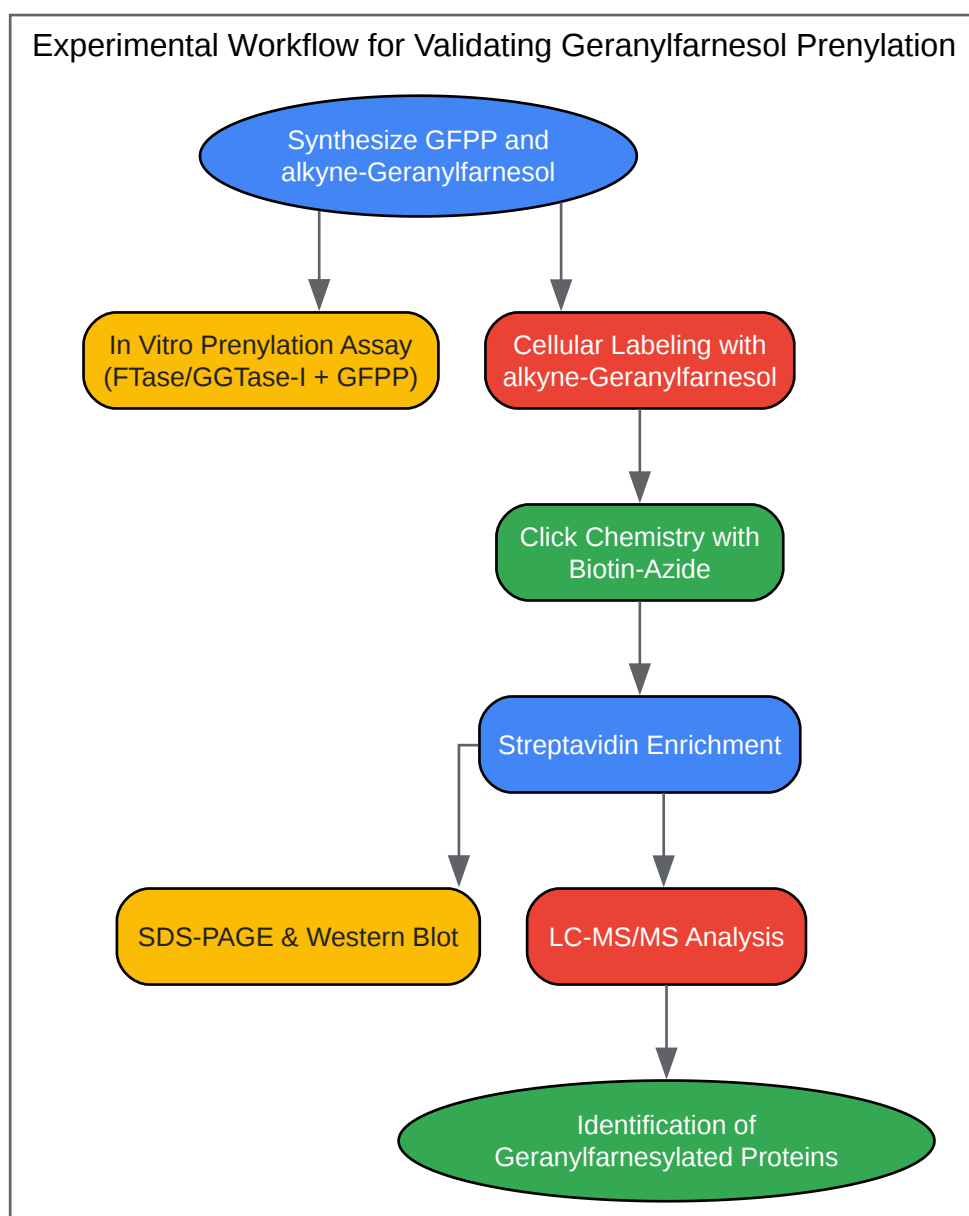 Experimental Workflow for Validating Geranylfarnesol Prenylation
Synthesize GFPP and
alkyne-Geranylfarnesol
In Vitro Prenylation Assay
(FTase/GGTase-I + GFPP)
Cellular Labeling with
alkyne-Geranylfarnesol
Click Chemistry with
Biotin-Azide
Streptavidin Enrichment
SDS-PAGE & Western Blot
LC-MS/MS Analysis
Identification of
Geranylfarnesylated Proteins